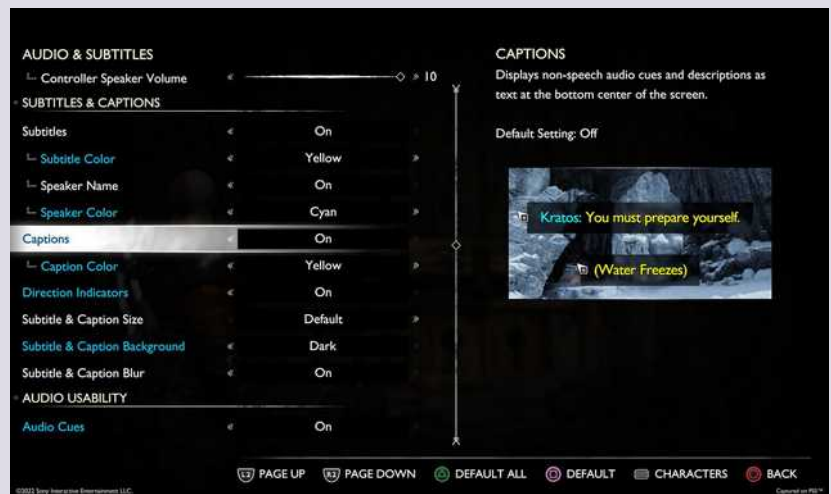 AUDIO & SUBTITLES
Controller Speaker Volume 10
SUBTITLES & CAPTIONS
Subtitles On
Subtitle Color Yellow
Speaker Name On
Speaker Color Cyan
Captions On
Caption Color Yellow
Direction Indicators On
Subtitle & Caption Size Default
Subtitle & Caption Background Dark
Subtitle & Caption Blur On
AUDIO USABILITY
Audio Cues On
CAPTIONS
Displays non-speech audio cues and descriptions as
text at the bottom center of the screen.
Default Setting: Off
Kratos: You must prepare yourself.
(Water Freezes)
L2 PAGE UP R2 PAGE DOWN DEFAULT ALL DEFAULT CHARACTERS BACK
©2022 Sony Interactive Entertainment LLC.
Captured on PS5™